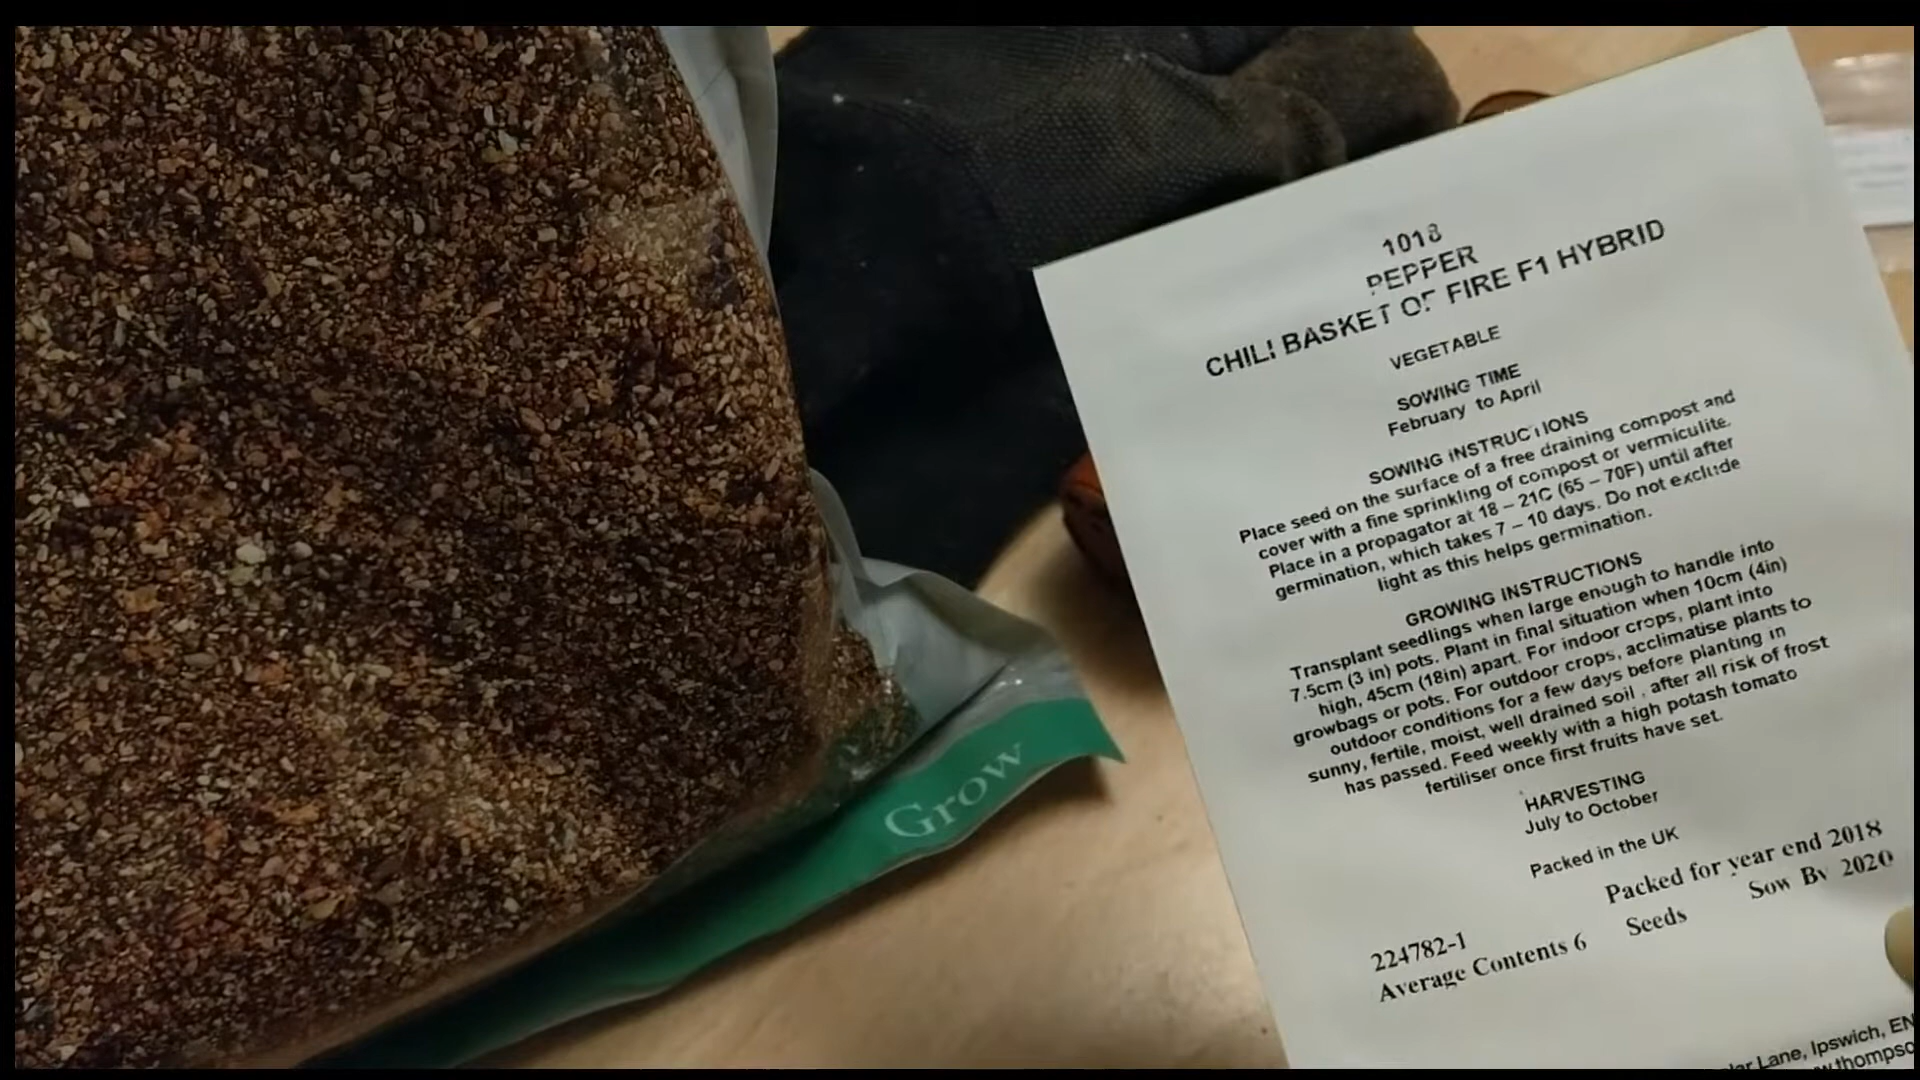 Grow
1018
PEPPER
CHILI BASKET OF FIRE F1 HYBRID
VEGETABLE
SOWING TIME
February to April
SOWING INSTRUCTIONS
Place seed on the surface of a free draining compost and
cover with a fine sprinkling of compost or vermiculite.
Place in a propagator at 18 – 21C (65 – 70F) until after
germination, which takes 7 – 10 days. Do not exclude
light as this helps germination.
GROWING INSTRUCTIONS
Transplant seedlings when large enough to handle into
7.5cm (3 in) pots. Plant in final situation when 10cm (4in)
high, 45cm (18in) apart. For indoor crops, plant into
growbags or pots. For outdoor crops, acclimatise plants to
outdoor conditions for a few days before planting in
sunny, fertile, moist, well drained soil , after all risk of frost
has passed. Feed weekly with a high potash tomato
fertiliser once first fruits have set.
HARVESTING
July to October
Packed in the UK
Packed for year end 2018
Sow By 2020
224782-1
Average Contents 6 Seeds
Lane, Ipswich,